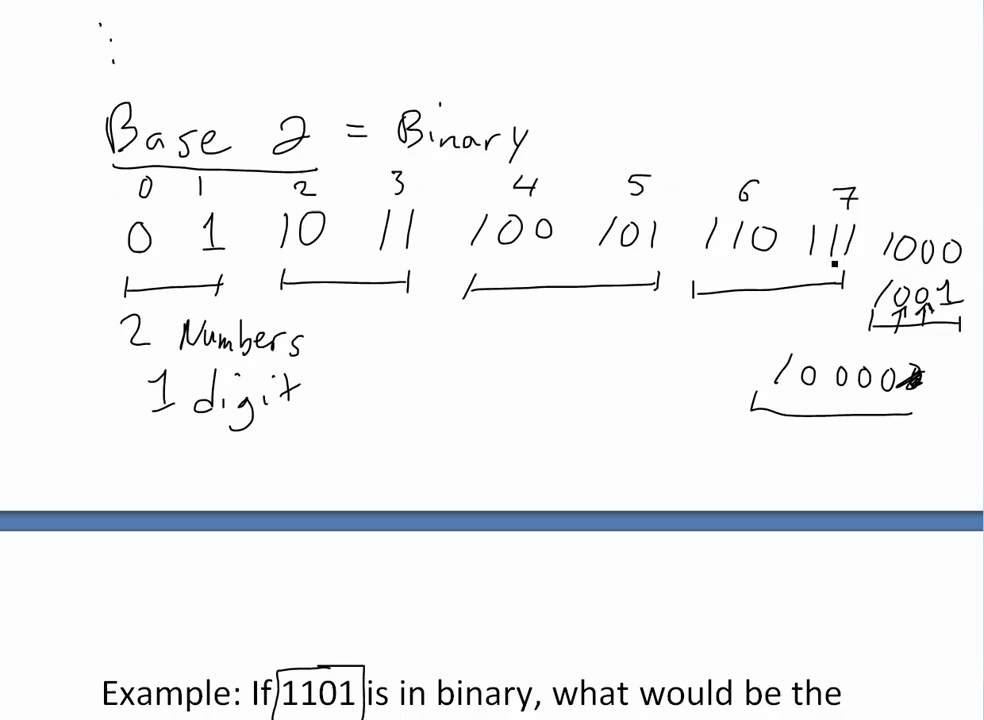 Base 2 = Binary
0 1 2 3 4 5 6 7
0 1 10 11 100 101 110 111 1000
1001
2 Numbers
10000
1 digit
Example: If 1101 is in binary, what would be the